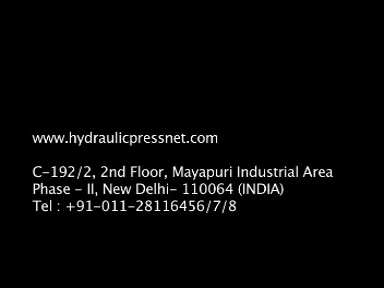 www.hydraulicpressnet.com
C-192/2, 2nd Floor, Mayapuri Industrial Area
Phase - II, New Delhi- 110064 (INDIA)
Tel : +91-011-28116456/7/8